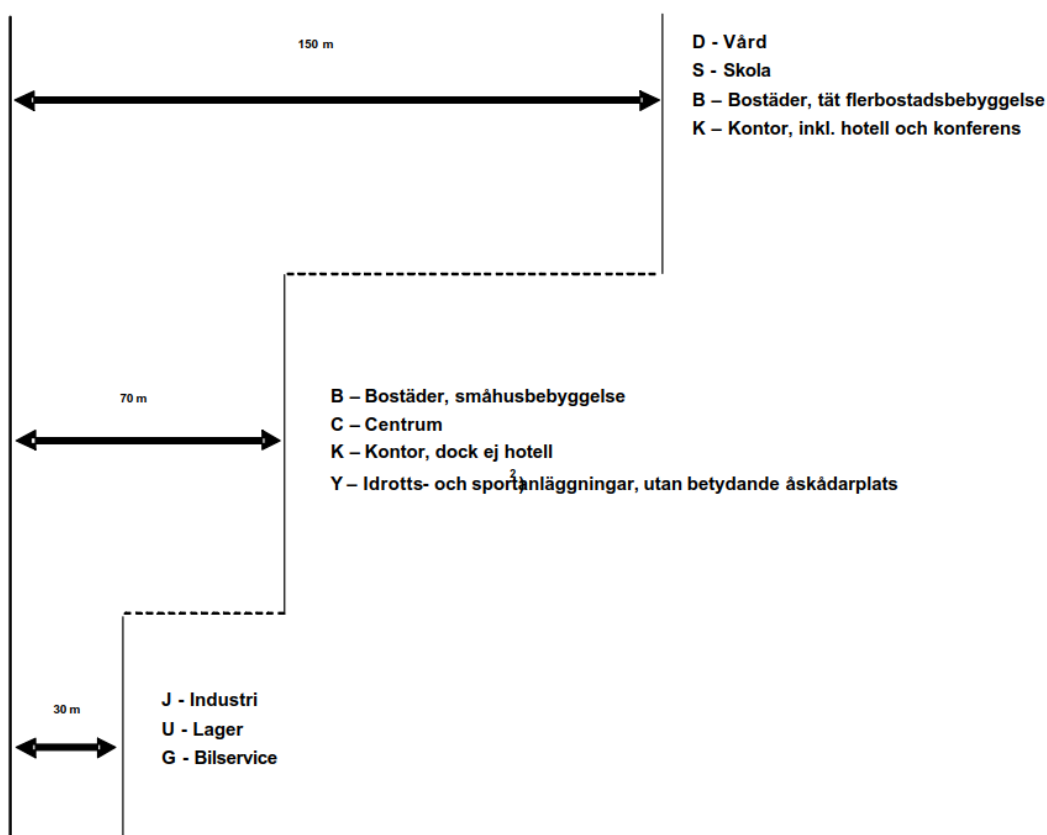 150 m
D - Vård
S - Skola
B – Bostäder, tät flerbostadsbebyggelse
K – Kontor, inkl. hotell och konferens
70 m
B – Bostäder, småhusbebyggelse
C – Centrum
K – Kontor, dock ej hotell
Y – Idrotts- och sportanläggningar, utan betydande åskådarplats
2)
30 m
J - Industri
U - Lager
G - Bilservice